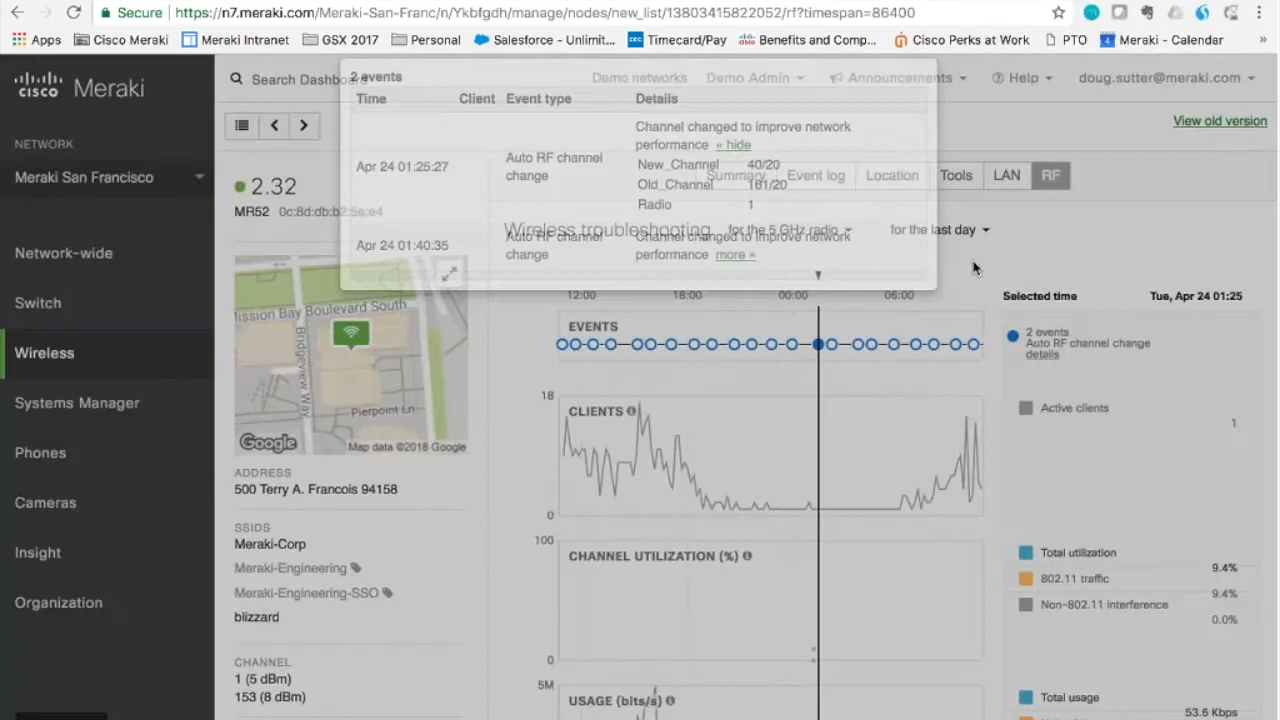 Secure https://n7.meraki.com/Meraki-San-Franc/n/Ykbfgdh/manage/nodes/new_list/13803415822052/rf?timespan=86400
Apps Cisco Meraki Meraki Intranet GSX 2017 Personal Salesforce - Unlimit... Timecard/Pay Benefits and Comp... Cisco Perks at Work PTO Meraki - Calendar »
cisco Meraki
Search Dashbo
Demo networks Demo Admin Announcements Help doug.sutter@meraki.com
View old version
NETWORK
Meraki San Francisco
Network-wide
Switch
Wireless
Systems Manager
Phones
Cameras
Insight
Organization
2 events
Time Client Event type Details
Apr 24 01:25:27
Auto RF channel
change
Channel changed to improve network
performance « hide
New_Channel 40/20
Old_Channel 161/20
Radio 1
Apr 24 01:40:35
Auto RF channel
change
Channel changed to improve network
performance more »
2.32
MR52
Summary Event log Location Tools LAN RF
Wireless troubleshooting for the 5 GHz radio for the last day
Mission Bay Boulevard South
Bridgeview Way
Pierpoint Ln
Google Map data ©2018 Google
ADDRESS
500 Terry A. Francois 94158
SSIDS
Meraki-Corp
Meraki-Engineering
Meraki-Engineering-SSO
blizzard
CHANNEL
1 (5 dBm)
153 (8 dBm)
12:00 18:00 00:00 06:00
EVENTS
18
CLIENTS
0
100
CHANNEL UTILIZATION (%)
0
5M
USAGE (bits/s)
Selected time Tue, Apr 24 01:25
2 events
Auto RF channel change
details
Active clients
1
Total utilization
9.4%
802.11 traffic
9.4%
Non-802.11 interference
0.0%
Total usage
53.6 Kbps